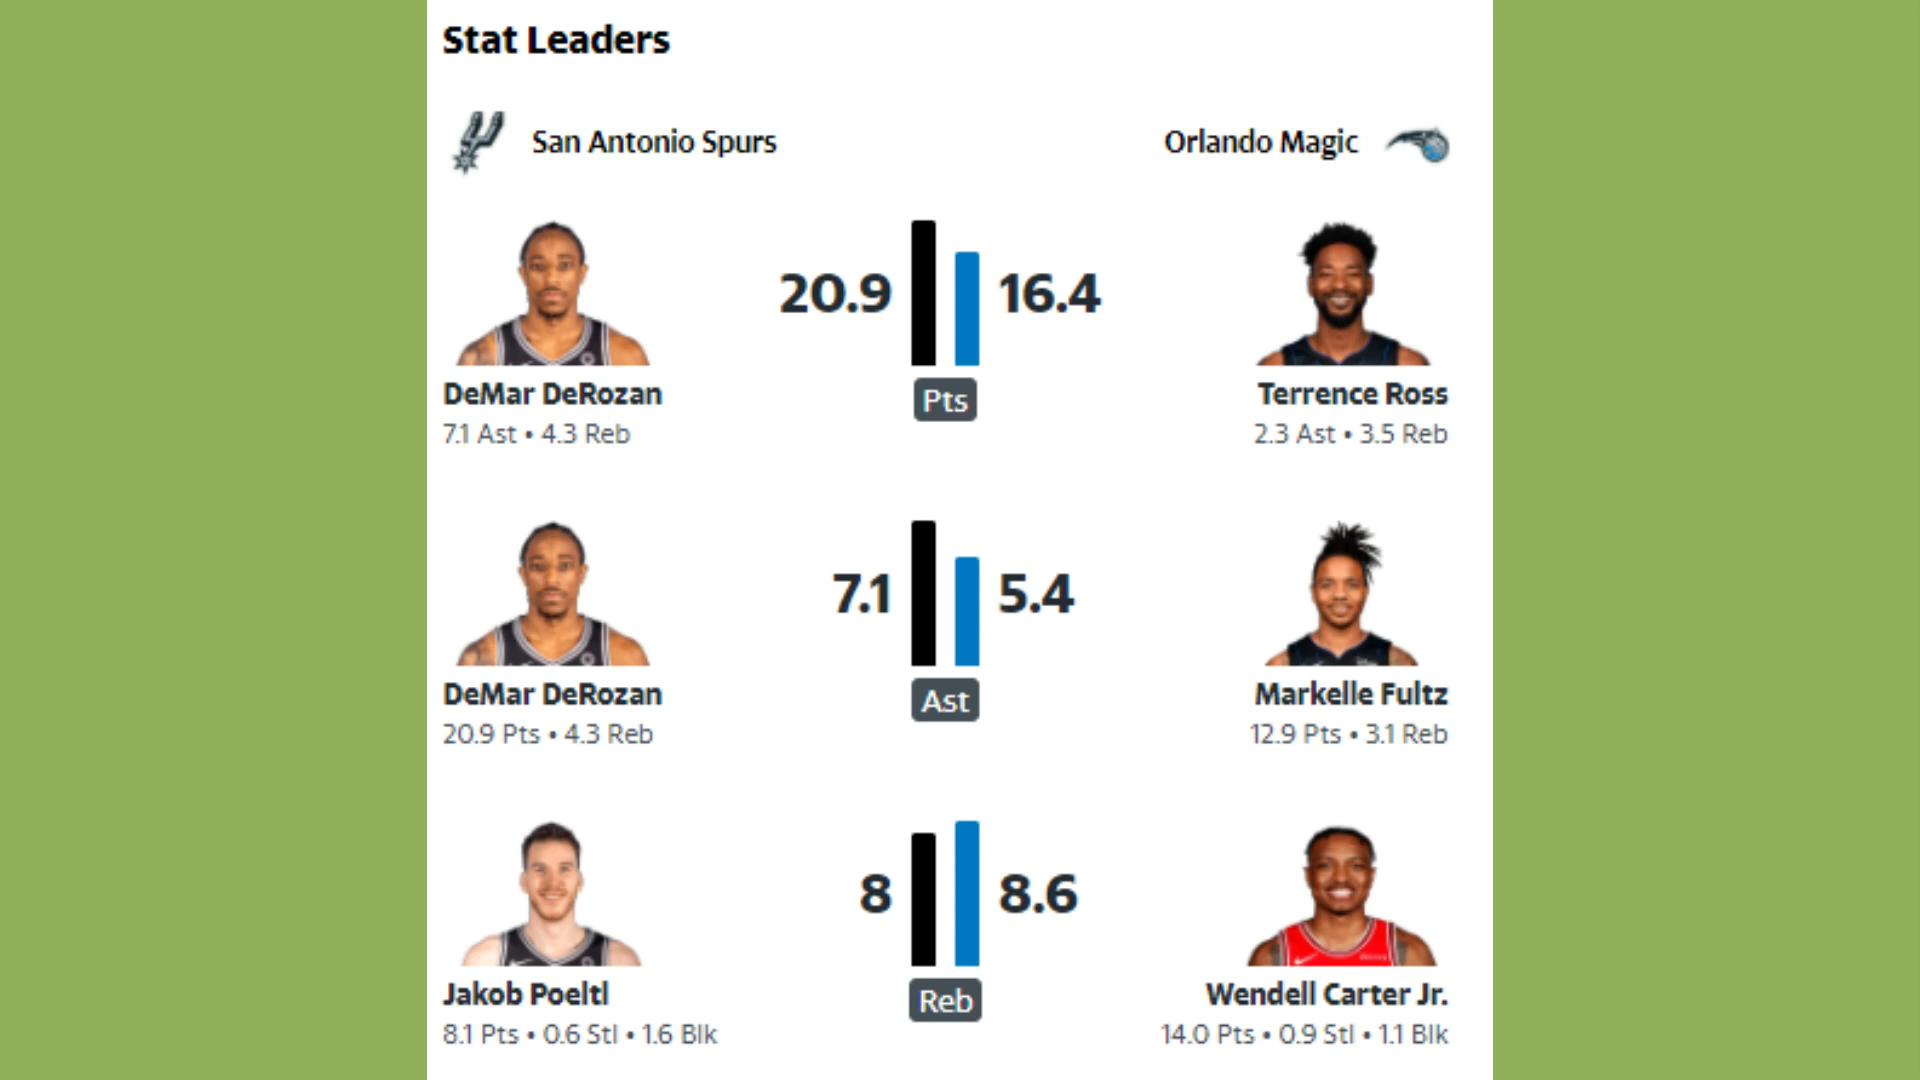 Stat Leaders
San Antonio Spurs
Orlando Magic
20.9
16.4
Pts
DeMar DeRozan
7.1 Ast • 4.3 Reb
Terrence Ross
2.3 Ast • 3.5 Reb
7.1
5.4
Ast
DeMar DeRozan
20.9 Pts • 4.3 Reb
Markelle Fultz
12.9 Pts • 3.1 Reb
8
8.6
Reb
Jakob Poeltl
8.1 Pts • 0.6 Stl • 1.6 Blk
Wendell Carter Jr.
14.0 Pts • 0.9 Stl • 1.1 Blk